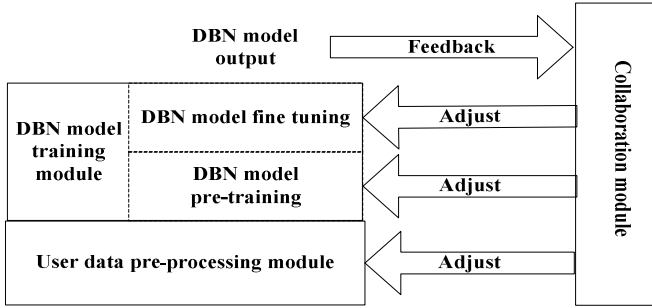 DBN model
output
Feedback
DBN model
training
module
DBN model fine tuning
Adjust
DBN model
pre-training
Adjust
User data pre-processing module
Adjust
Collaboration module